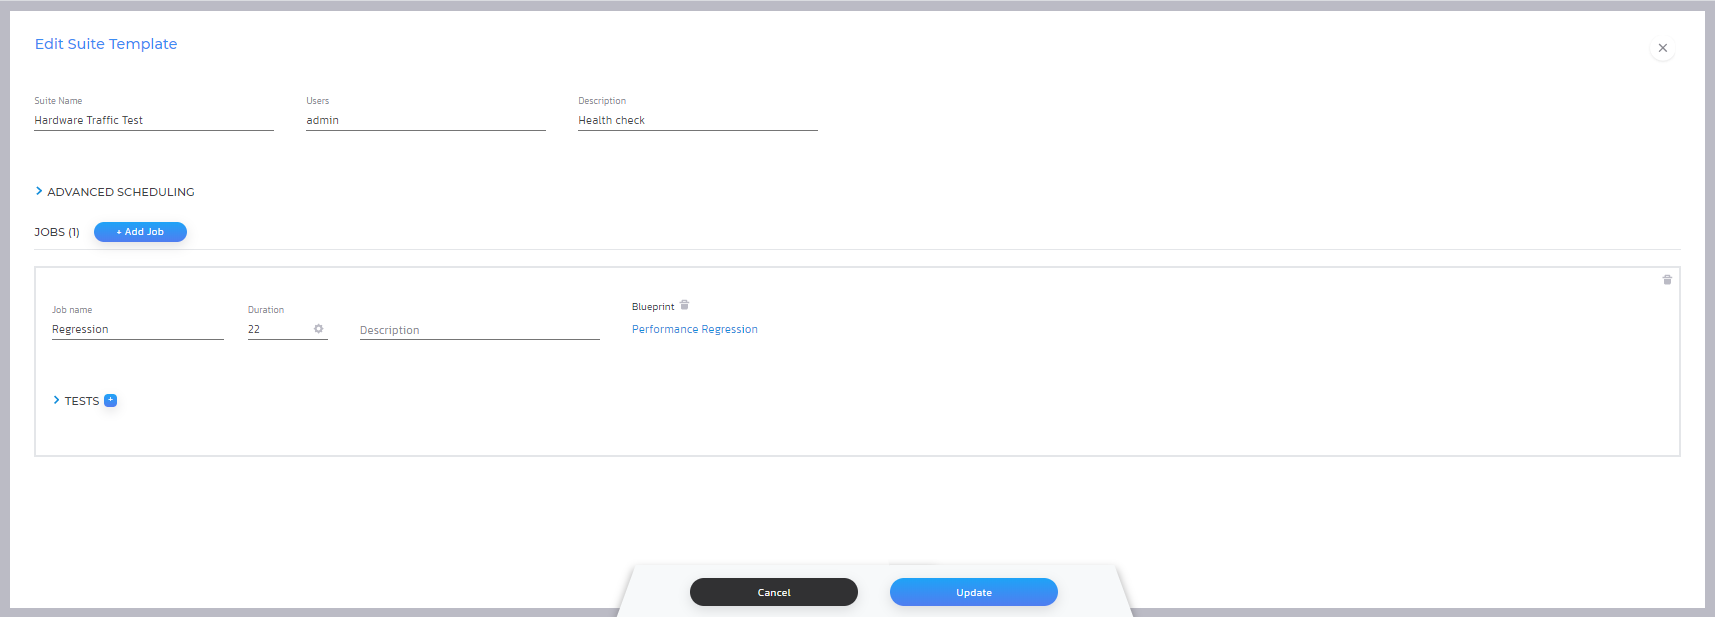 Edit Suite Template
Suite Name
Users
Description
Hardware Traffic Test
admin
Health check
ADVANCED SCHEDULING
JOBS (1)
+ Add Job
Job name
Duration
Blueprint
Regression
22
Description
Performance Regression
TESTS +
Cancel
Update